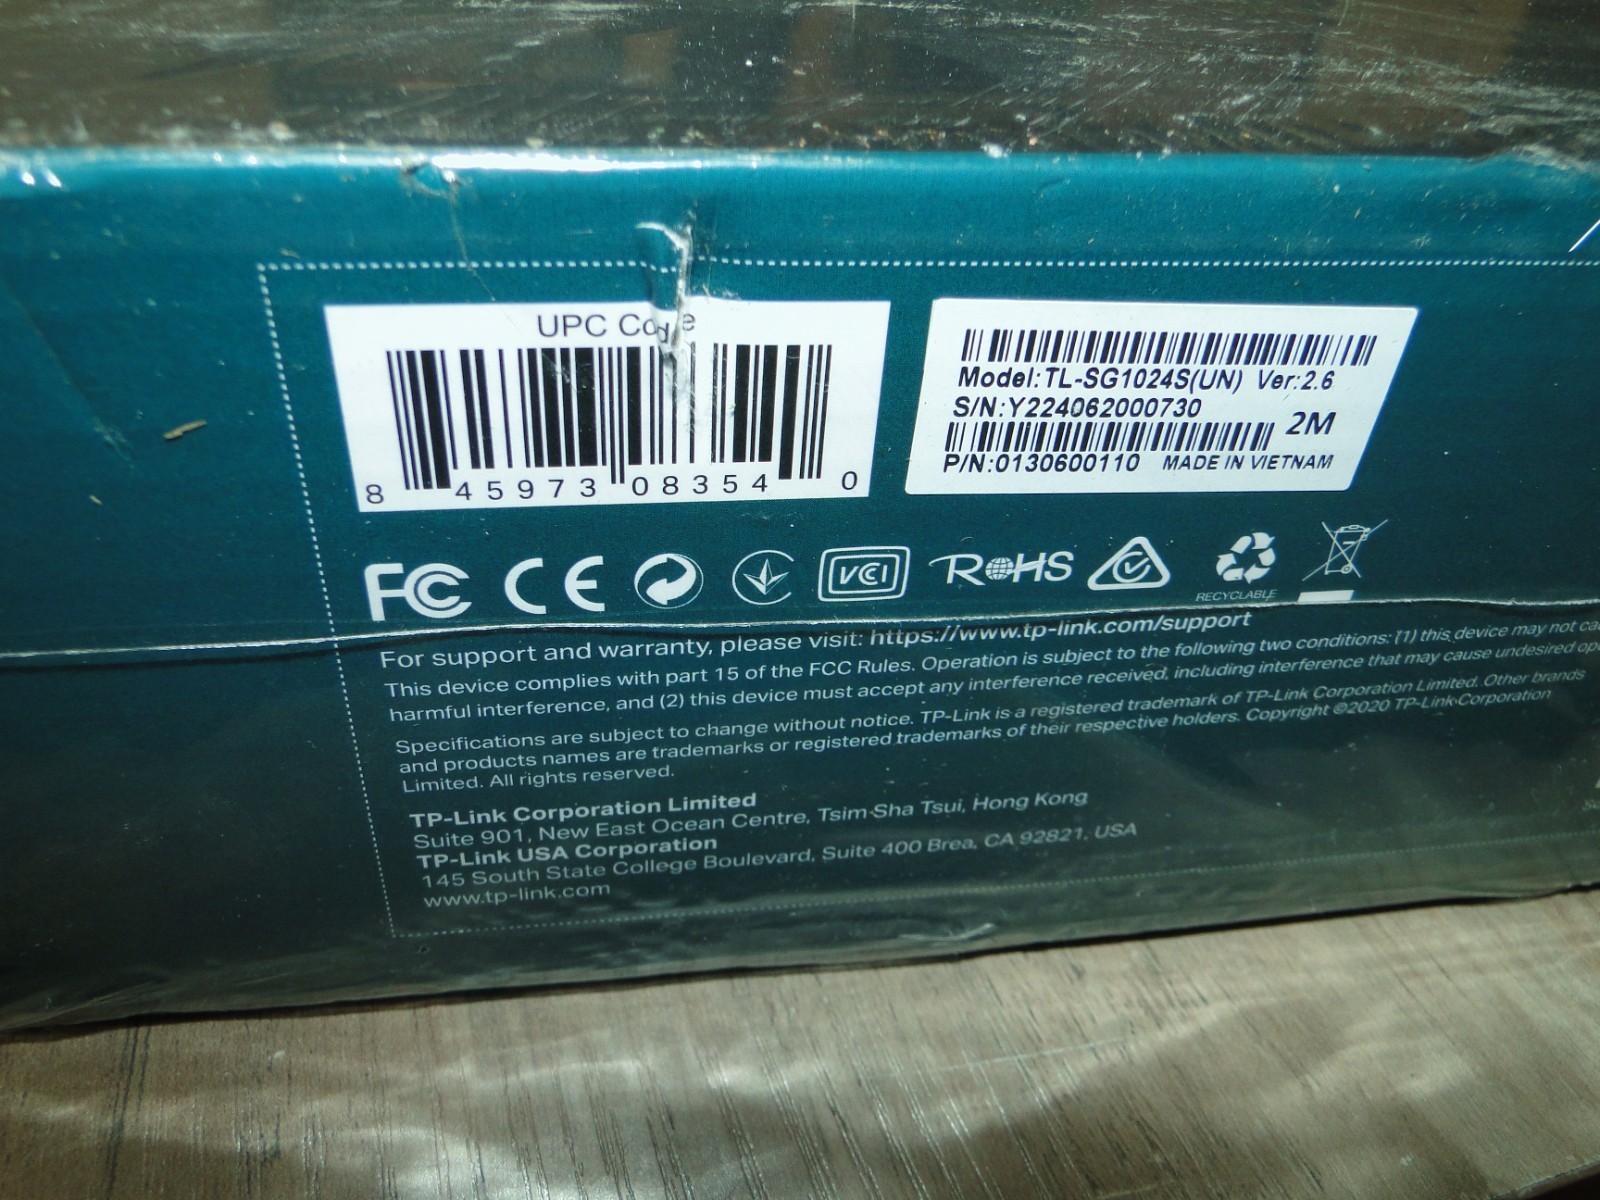 UPC Code
8 45973 08354 0
Model:TL-SG1024S(UN) Ver:2.6
S/N:Y224062000730
2M
P/N:0130600110 MADE IN VIETNAM
FC CE VCI RoHS
RECYCLABLE
For support and warranty, please visit: https://www.tp-link.com/support
This device complies with part 15 of the FCC Rules. Operation is subject to the following two conditions: (1) this device may not
harmful interference, and (2) this device must accept any interference received, including interference that may cause undesired
Specifications are subject to change without notice. TP-Link is a registered trademark of TP-Link Corporation Limited. Other brands
and products names are trademarks or registered trademarks of their respective holders. Copyright ©2020 TP-Link Corporation
Limited. All rights reserved.
TP-Link Corporation Limited
Suite 901, New East Ocean Centre, Tsim Sha Tsui, Hong Kong
TP-Link USA Corporation
145 South State College Boulevard, Suite 400 Brea, CA 92821, USA
www.tp-link.com